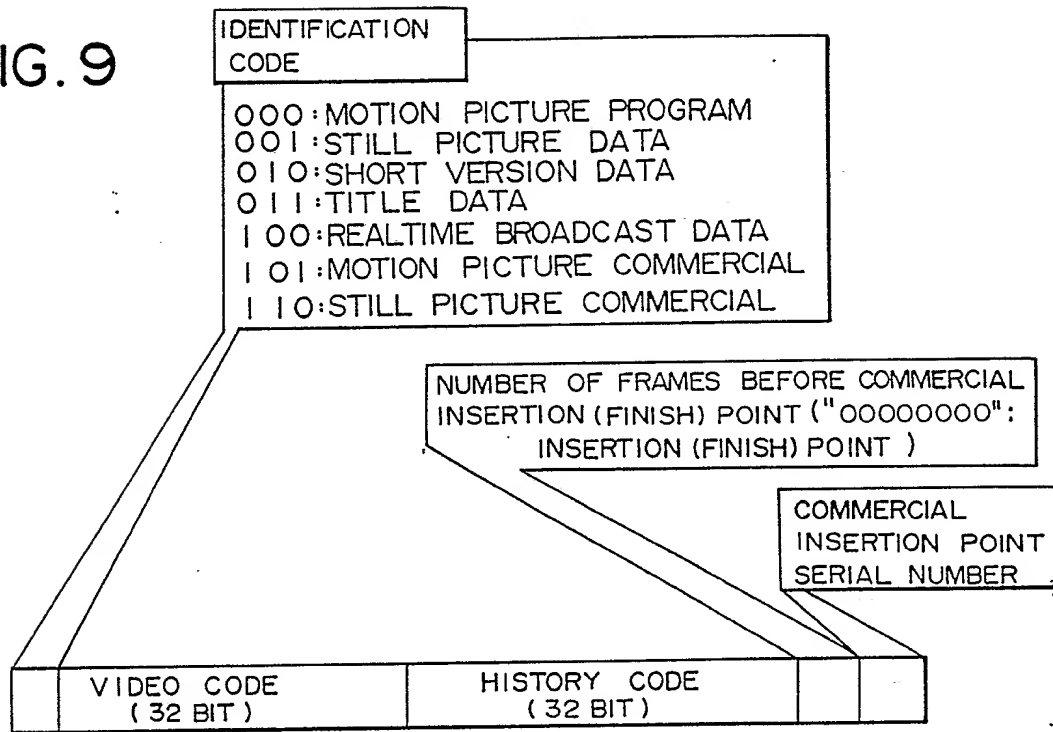 IG. 9
IDENTIFICATION
CODE
000:MOTION PICTURE PROGRAM
001:STILL PICTURE DATA
010:SHORT VERSION DATA
011:TITLE DATA
100:REALTIME BROADCAST DATA
101:MOTION PICTURE COMMERCIAL
110:STILL PICTURE COMMERCIAL
NUMBER OF FRAMES BEFORE COMMERCIAL
INSERTION (FINISH) POINT ("00000000":
INSERTION (FINISH) POINT )
COMMERCIAL
INSERTION POINT
SERIAL NUMBER
VIDEO CODE
(32 BIT)
HISTORY CODE
(32 BIT)